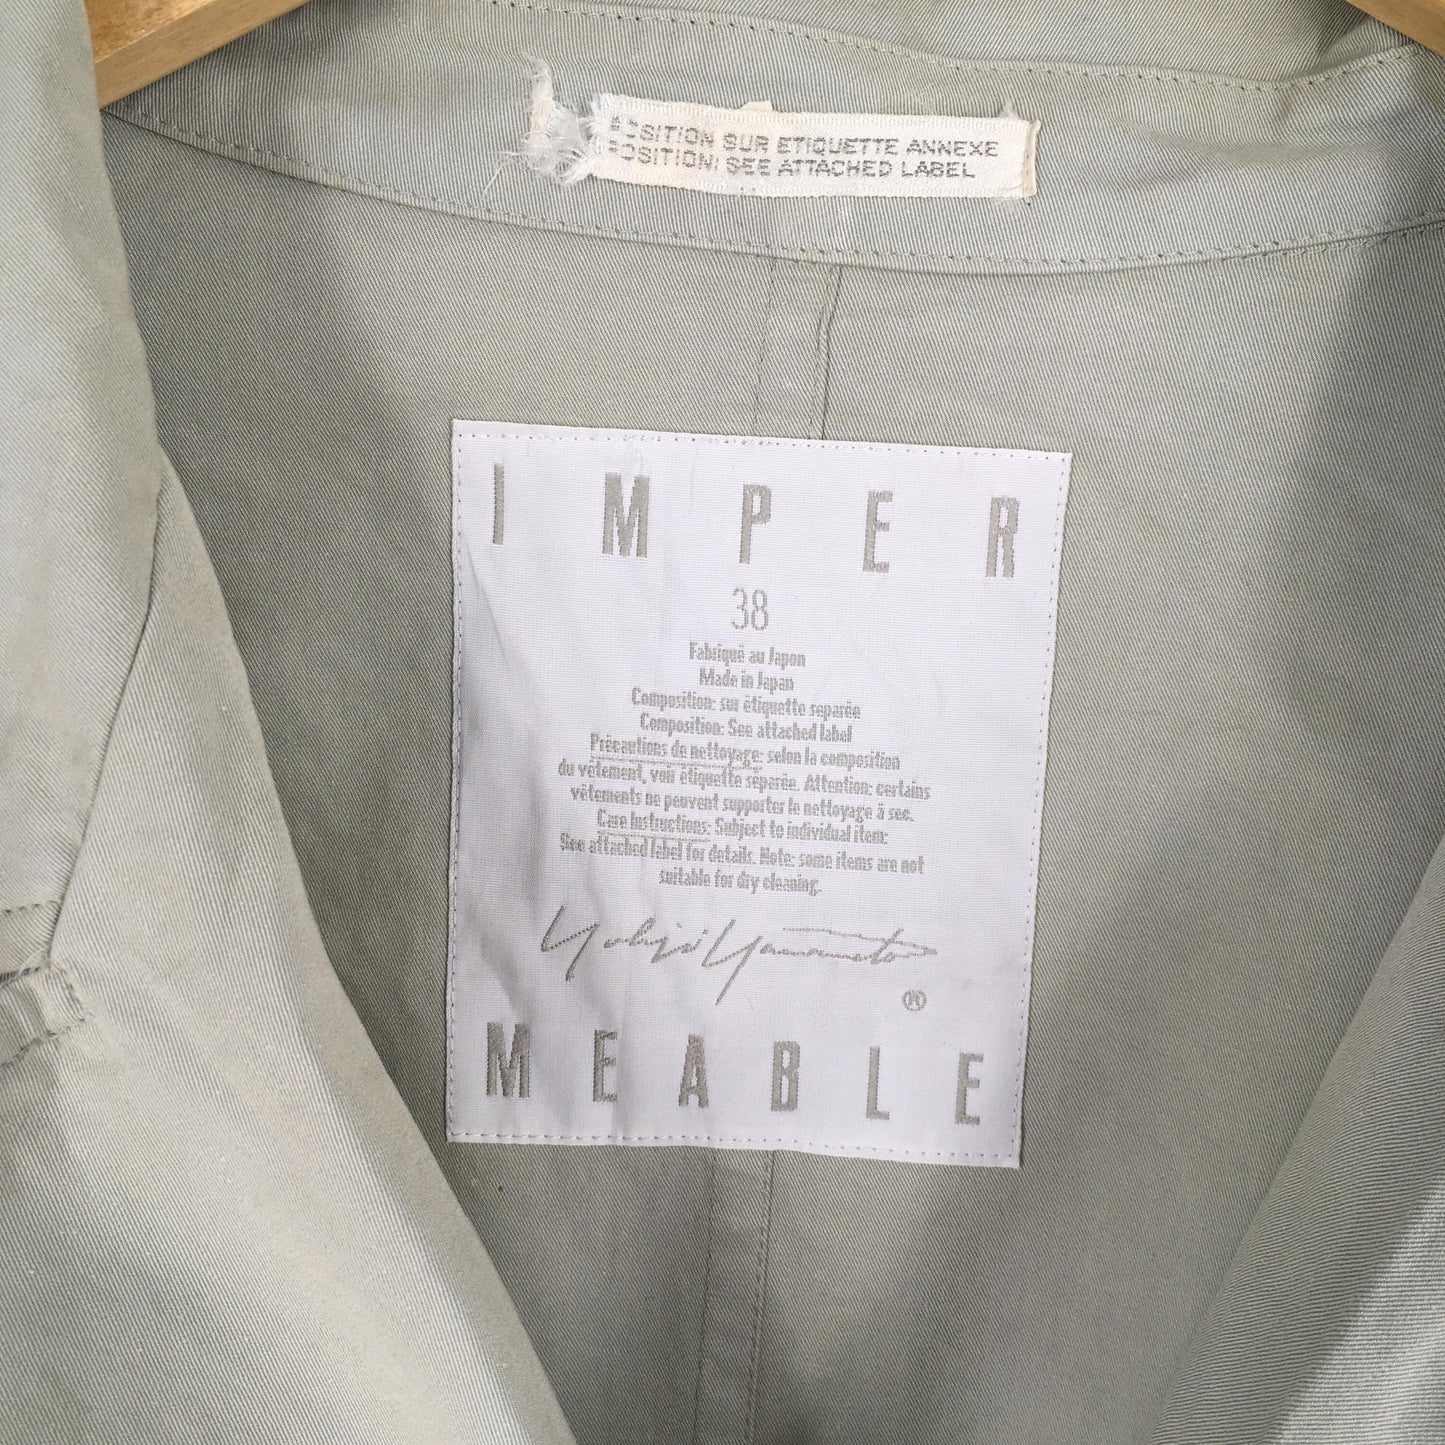 OSITION SUR ETIQUETTE ANNEXE
POSITION: SEE ATTACHED LABEL
IMPER
38
Fabriqué au Japon
Made in Japan
Composition: sur étiquette séparée
Composition: See attached label
Précautions de nettoyage: selon la composition
du vêtement, voir étiquette séparée. Attention: certains
vêtements ne peuvent supporter le nettoyage à sec.
Care Instructions: Subject to individual item:
See attached label for details. Note: some items are not
suitable for dry cleaning.
Yohji Yamamoto
®
MEABLE